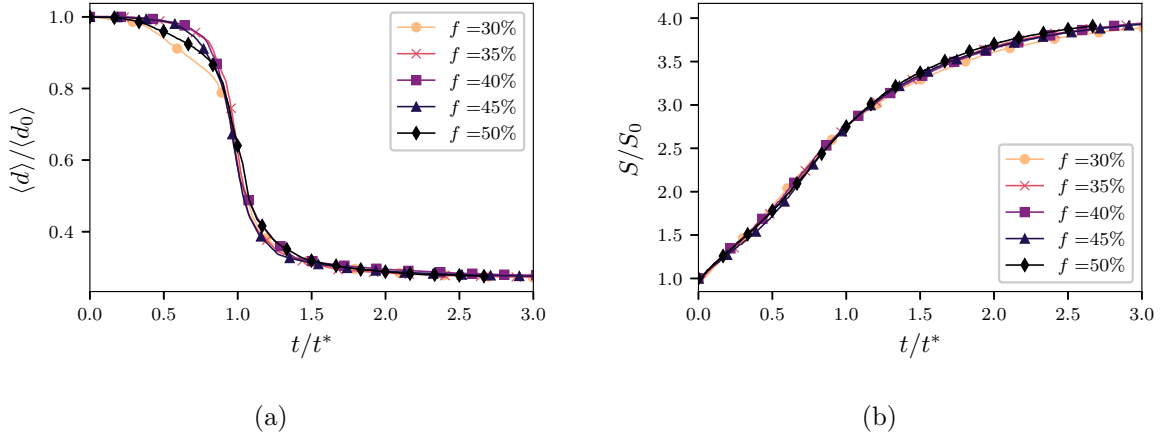 1.0
0.8
0.6
0.4
⟨d⟩/⟨d₀⟩
0.0 0.5 1.0 1.5 2.0 2.5 3.0
t/t*
f =30%
f =35%
f =40%
f =45%
f =50%
(a)
4.0
3.5
3.0
2.5
2.0
1.5
1.0
S/S₀
0.0 0.5 1.0 1.5 2.0 2.5 3.0
t/t*
f =30%
f =35%
f =40%
f =45%
f =50%
(b)